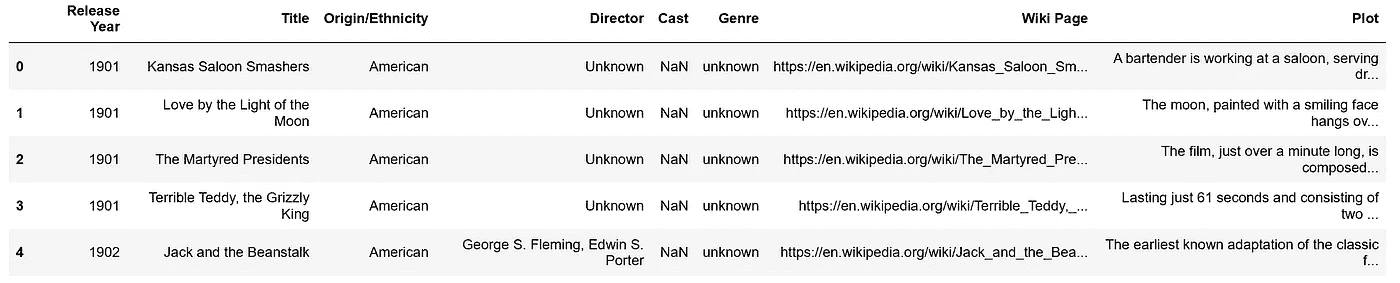 Release Year Title Origin/Ethnicity Director Cast Genre Wiki Page Plot
0 1901 Kansas Saloon Smashers American Unknown NaN unknown https://en.wikipedia.org/wiki/Kansas_Saloon_Sm... A bartender is working at a saloon, serving dr...
1 1901 Love by the Light of the Moon American Unknown NaN unknown https://en.wikipedia.org/wiki/Love_by_the_Ligh... The moon, painted with a smiling face hangs ov...
2 1901 The Martyred Presidents American Unknown NaN unknown https://en.wikipedia.org/wiki/The_Martyred_Pre... The film, just over a minute long, is composed...
3 1901 Terrible Teddy, the Grizzly King American Unknown NaN unknown https://en.wikipedia.org/wiki/Terrible_Teddy,_... Lasting just 61 seconds and consisting of two ...
4 1902 Jack and the Beanstalk American George S. Fleming, Edwin S. Porter NaN unknown https://en.wikipedia.org/wiki/Jack_and_the_Bea... The earliest known adaptation of the classic f...